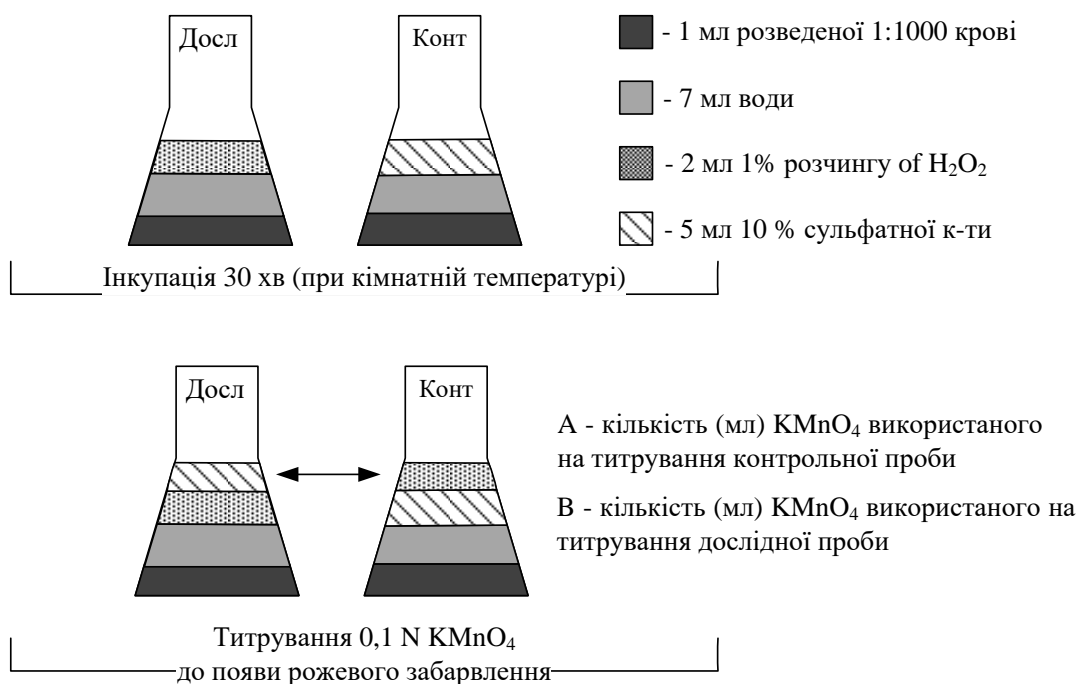 Досл
Конт
- 1 мл розведеної 1:1000 крові
- 7 мл води
- 2 мл 1% розчингу of H₂O₂
- 5 мл 10 % сульфатної к-ти
Інкупація 30 хв (при кімнатній температурі)
Досл
Конт
А - кількість (мл) KMnO₄ використаного
на титрування контрольної проби
В - кількість (мл) KMnO₄ використаного на
титрування дослідної проби
Титрування 0,1 N KMnO₄
до появи рожевого забарвлення